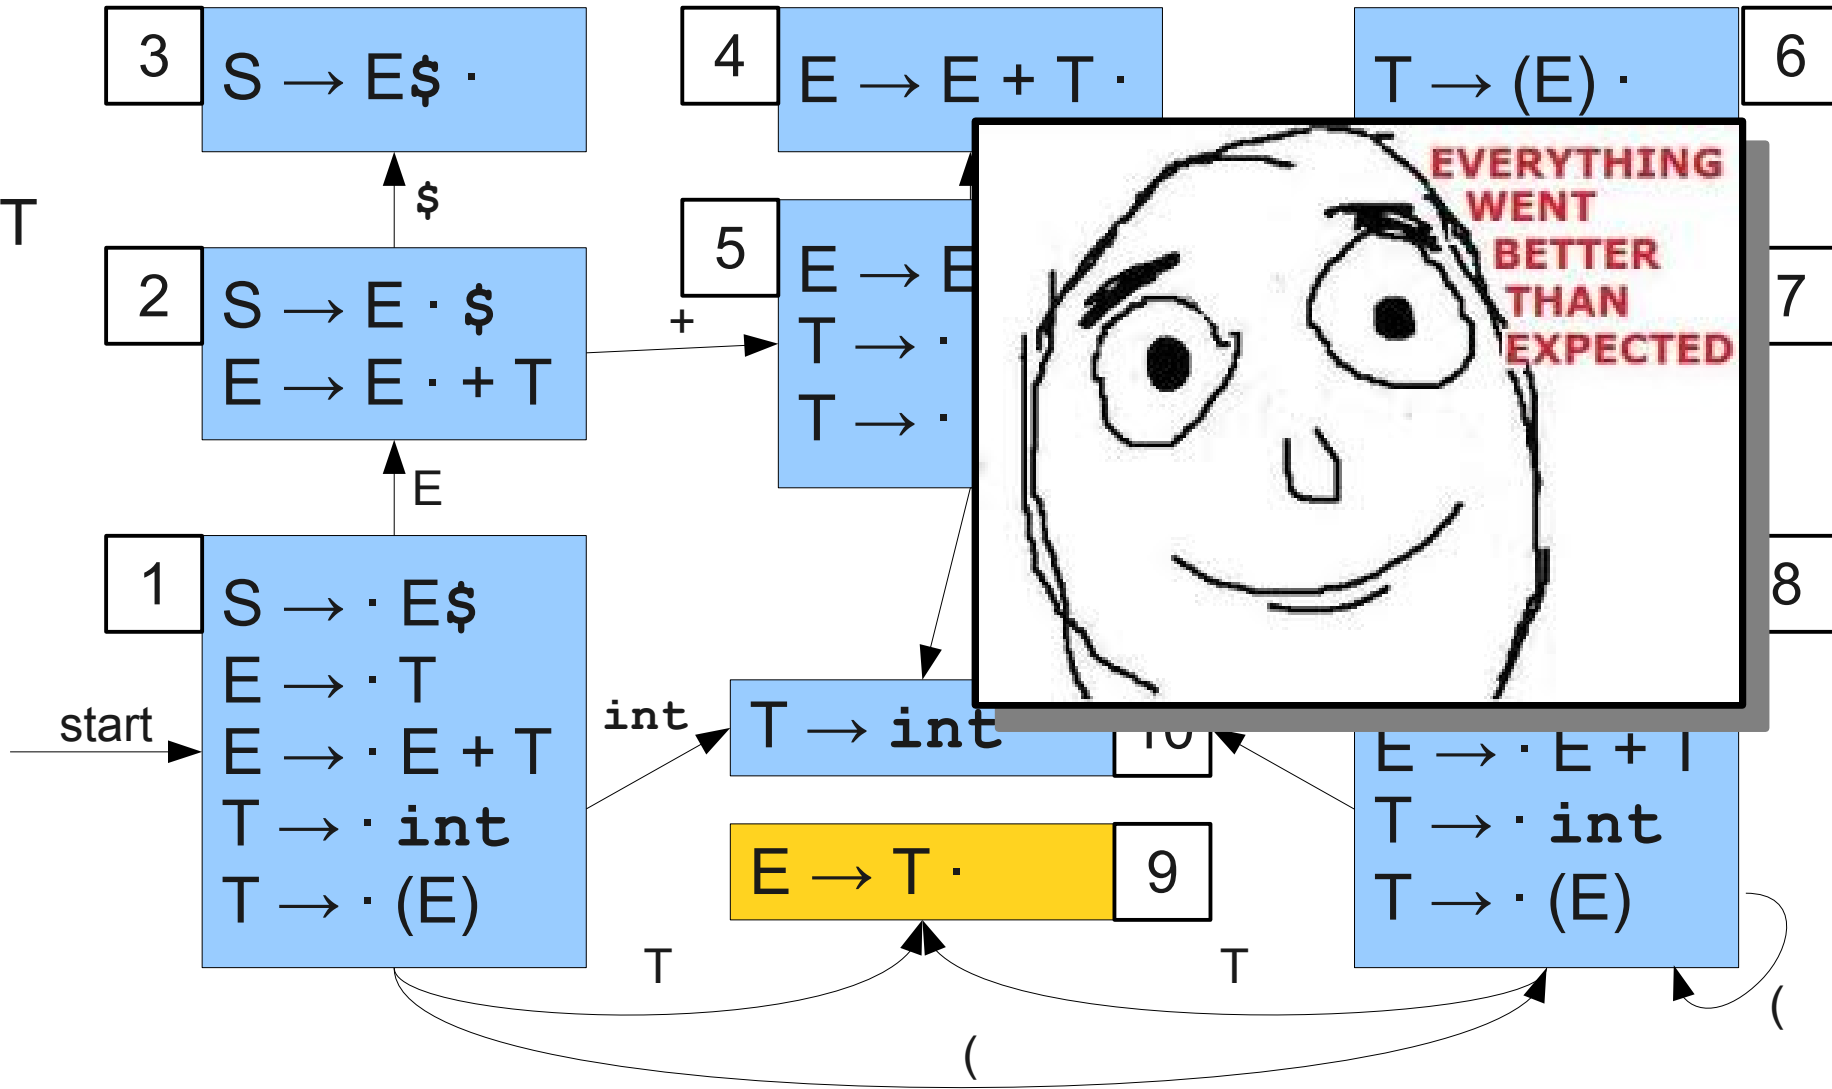 3
S → E$ ·
4
E → E + T ·
T → (E) ·
6
T
$
2
S → E · $
E → E · + T
+
5
E → E
T → ·
T → ·
EVERYTHING
WENT
BETTER
THAN
EXPECTED
7
E
1
S → · E$
E → · T
E → · E + T
T → · int
T → · (E)
start
int
T → int
10
8
E → T ·
9
E → · E + T
T → · int
T → · (E)
T
T
(
(